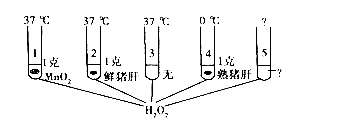 37 ℃ 37 ℃ 37 ℃ 0 ℃ ?
1 2 3 4 5
1克 1克 1克
MnO₂ 鲜猪肝 无 熟猪肝 ?
H₂O₂